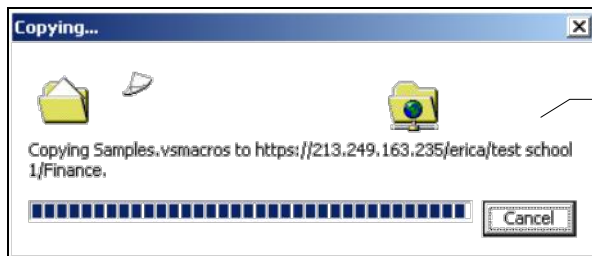 Copying...
Copying Samples.vsmacros to https://213.249.163.235/erica/test school
1/Finance.
Cancel